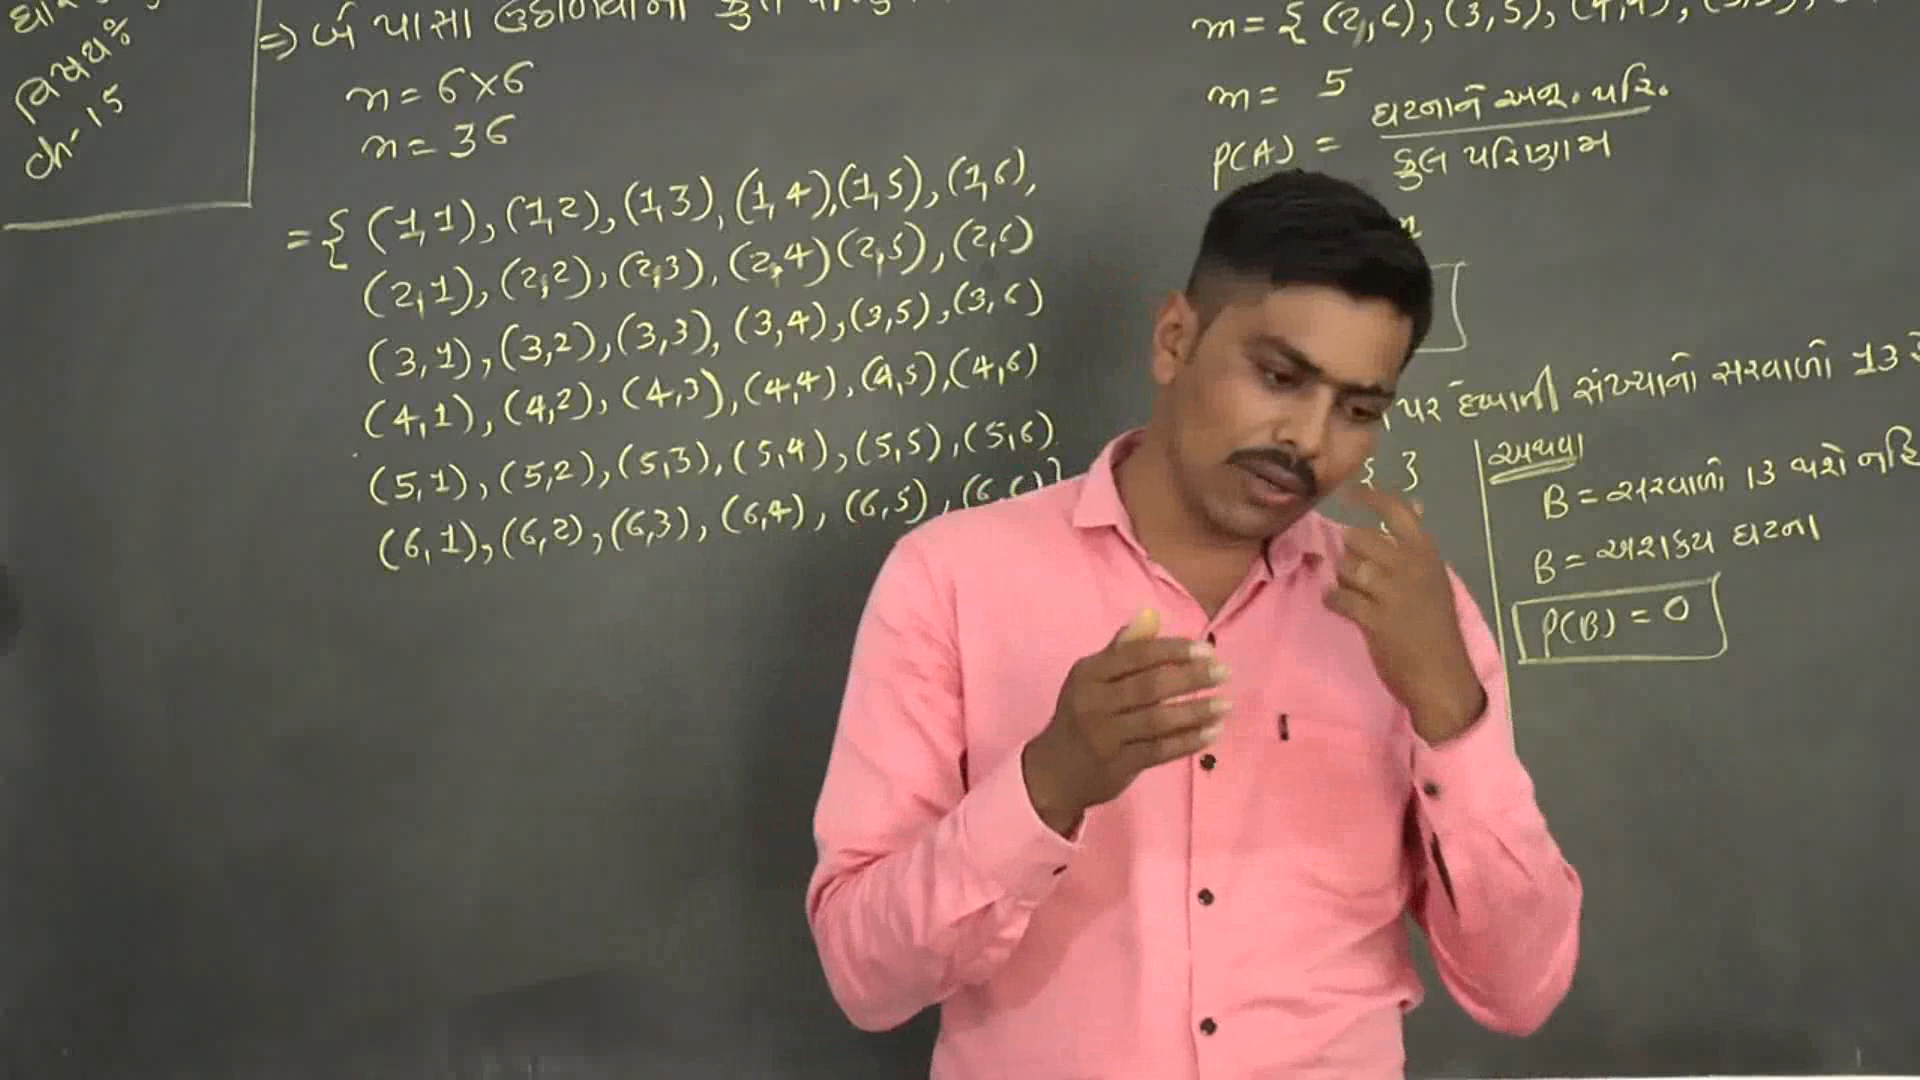 વિષય%
ch-15
⇒ બે પાસા ઉછાળવાના કુલ
n = 6×6
n = 36
= { (1,1), (1,2), (1,3), (1,4), (1,5), (1,6),
(2,1), (2,2), (2,3), (2,4) (2,5), (2,6)
(3,1), (3,2), (3,3), (3,4), (3,5), (3,6)
(4,1), (4,2), (4,3), (4,4), (4,5), (4,6)
(5,1), (5,2), (5,3), (5,4), (5,5), (5,6)
(6,1), (6,2), (6,3), (6,4), (6,5), (6,6)}
m = { (2,6), (3,5), (4,4),
m = 5
P(A) = ઘટનાને અનુ. પરિ.
કુલ પરિણામ
પર દેખાતી સંખ્યાનો સરવાળો 13
{ }
અથવા
B = સરવાળો 13 થશે નહિ
B = અશક્ય ઘટના
P(B) = 0